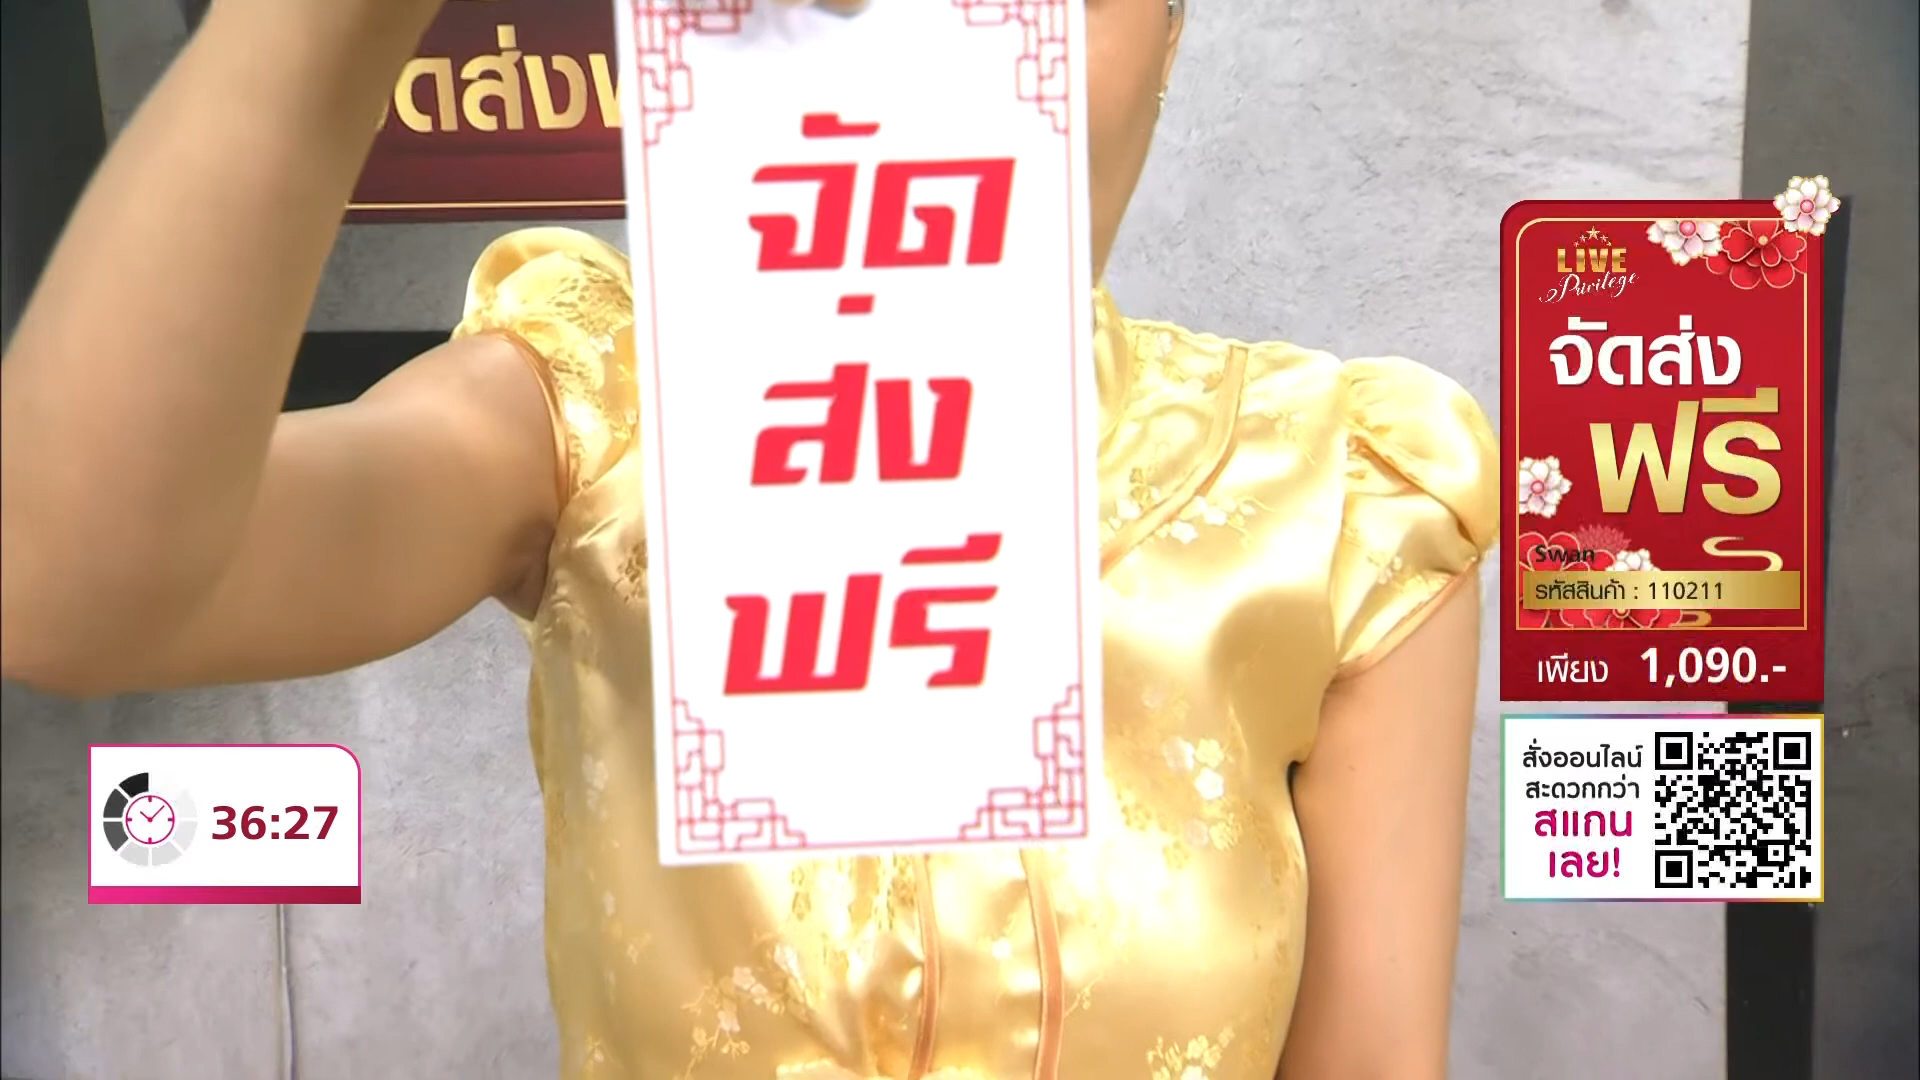 จัดส่ง
จัด
ส่ง
ฟรี
LIVE
Privilege
จัดส่ง
ฟรี
Swan
รหัสสินค้า : 110211
เพียง 1,090.-
สั่งออนไลน์
สะดวกกว่า
สแกน
เลย!
36:27